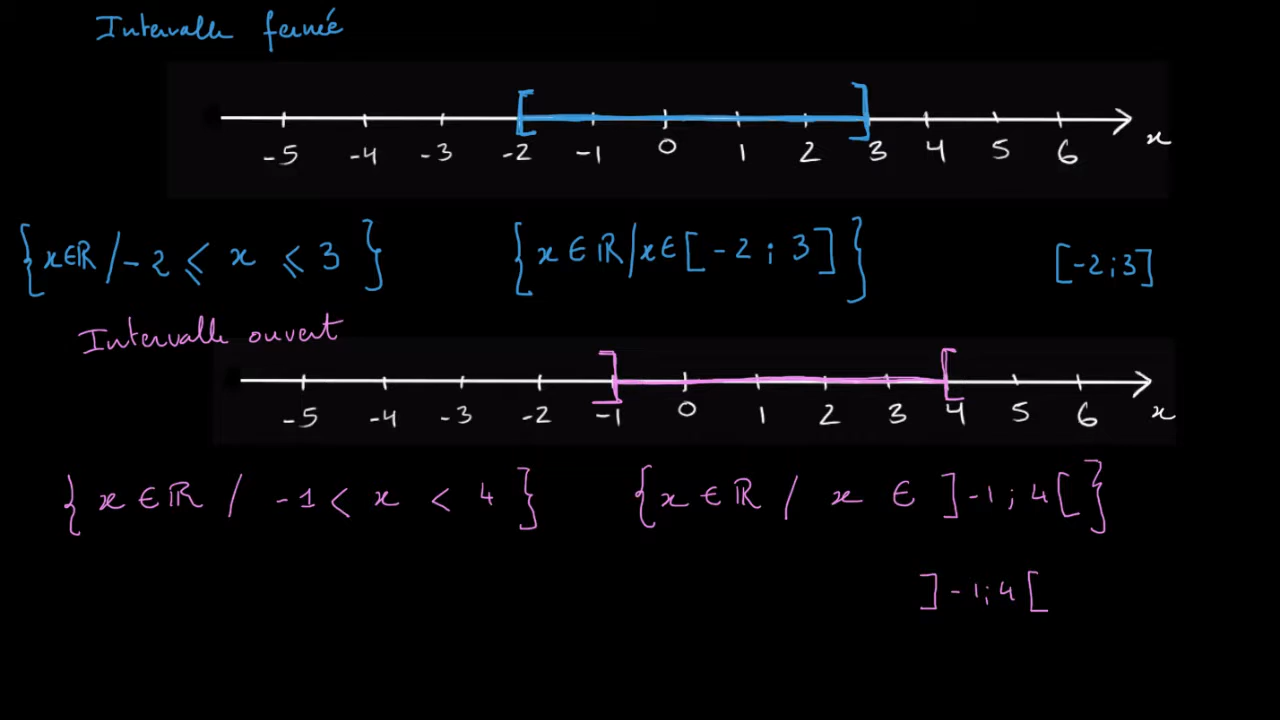 Intervalle fermé
-5 -4 -3 -2 -1 0 1 2 3 4 5 6 x
{x∈ℝ/-2 ⩽ x ⩽ 3} {x∈ℝ/x∈[-2;3]} [-2;3]
Intervalle ouvert
-5 -4 -3 -2 -1 0 1 2 3 4 5 6 x
{x∈ℝ / -1 < x < 4} {x∈ℝ / x ∈ ]-1;4[}
]-1;4[